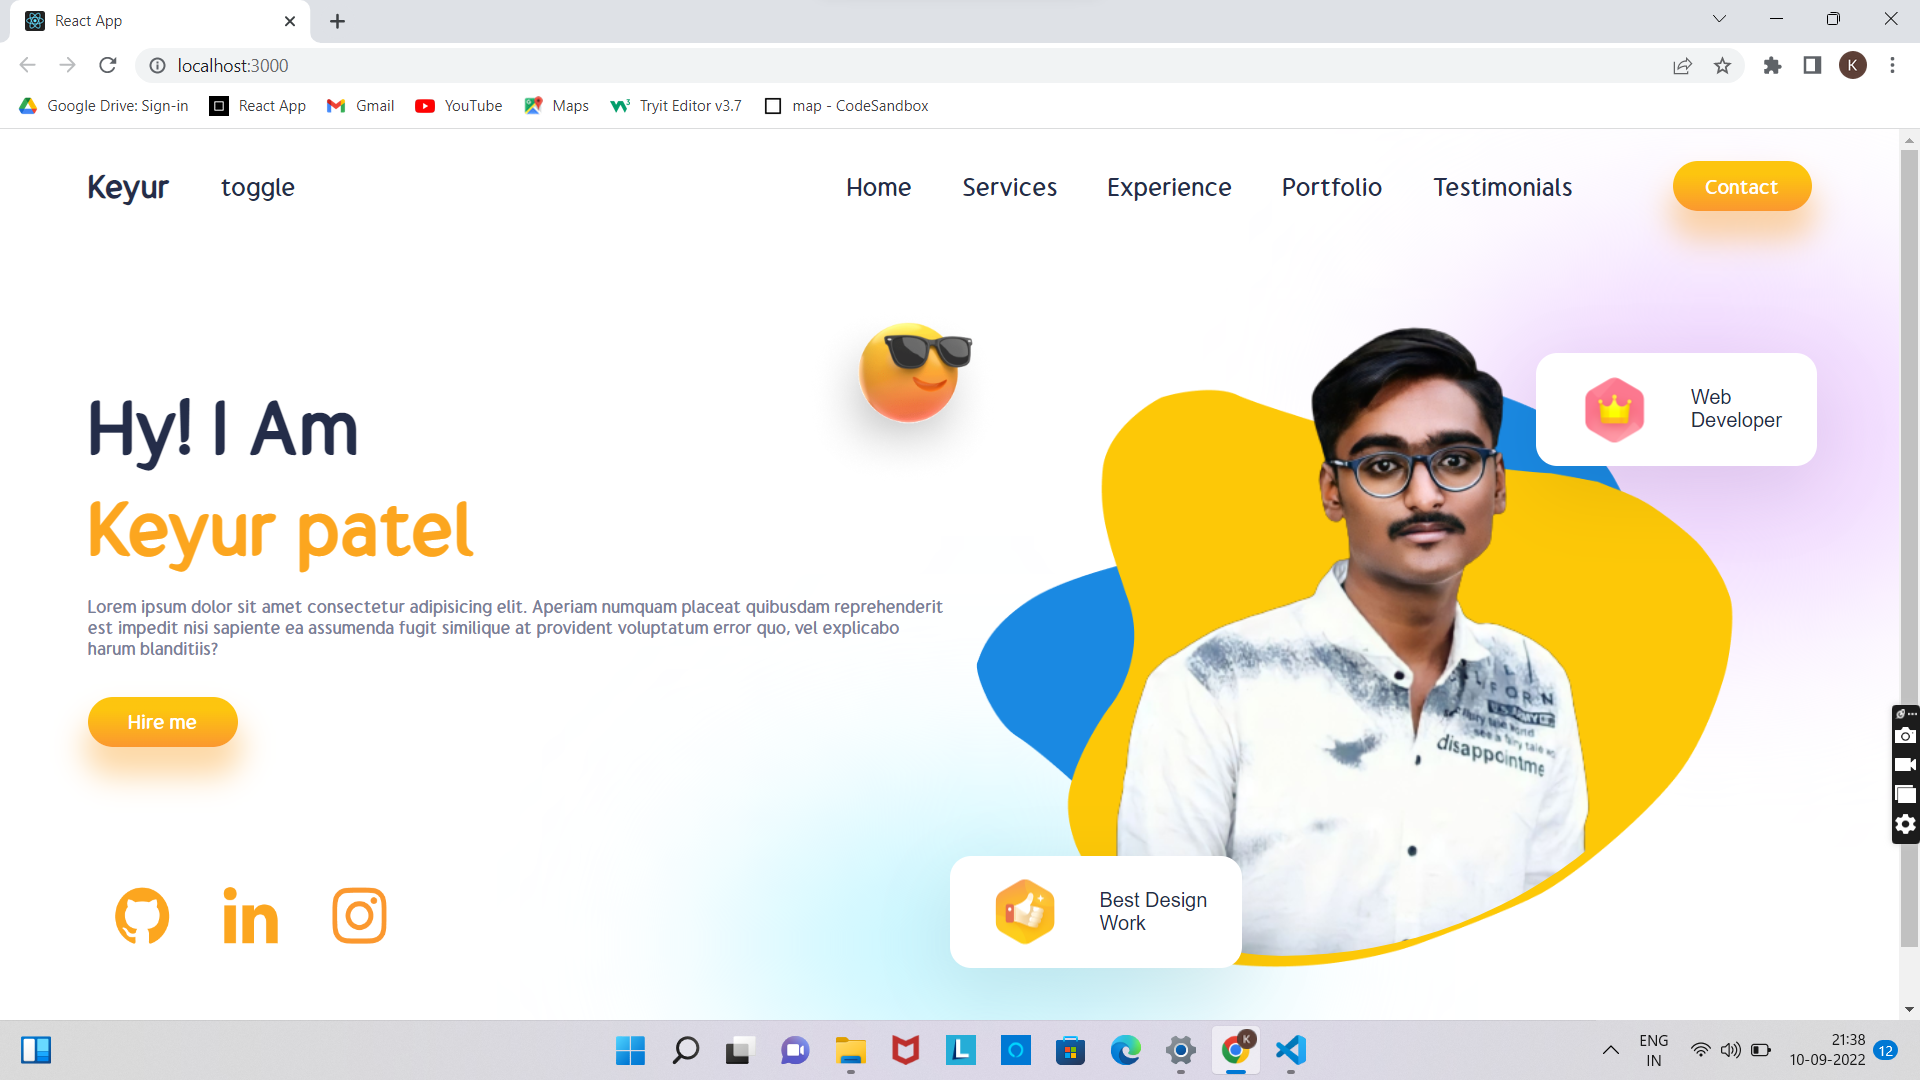 React App
localhost:3000
K
Google Drive: Sign-in React App Gmail YouTube Maps Tryit Editor v3.7 map - CodeSandbox
Keyur toggle Home Services Experience Portfolio Testimonials Contact
Web
Developer
Hy! I Am
Keyur patel
Lorem ipsum dolor sit amet consectetur adipisicing elit. Aperiam numquam placeat quibusdam reprehenderit
est impedit nisi sapiente ea assumenda fugit similique at provident voluptatum error quo, vel explicabo
harum blanditiis?
Hire me
disappointme
Best Design
Work
ENG
IN
21:38
10-09-2022
12